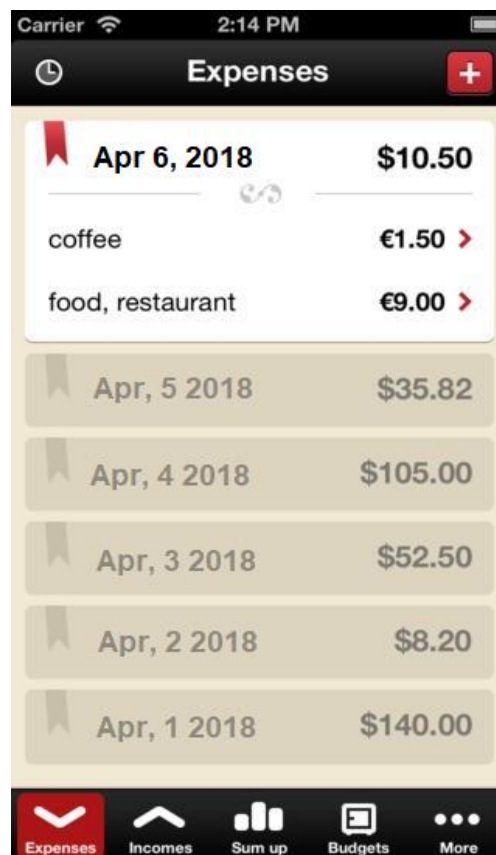 Carrier 2:14 PM
Expenses +
Apr 6, 2018 $10.50
coffee €1.50
food, restaurant €9.00
Apr, 5 2018 $35.82
Apr, 4 2018 $105.00
Apr, 3 2018 $52.50
Apr, 2 2018 $8.20
Apr, 1 2018 $140.00
Expenses Incomes Sum up Budgets More